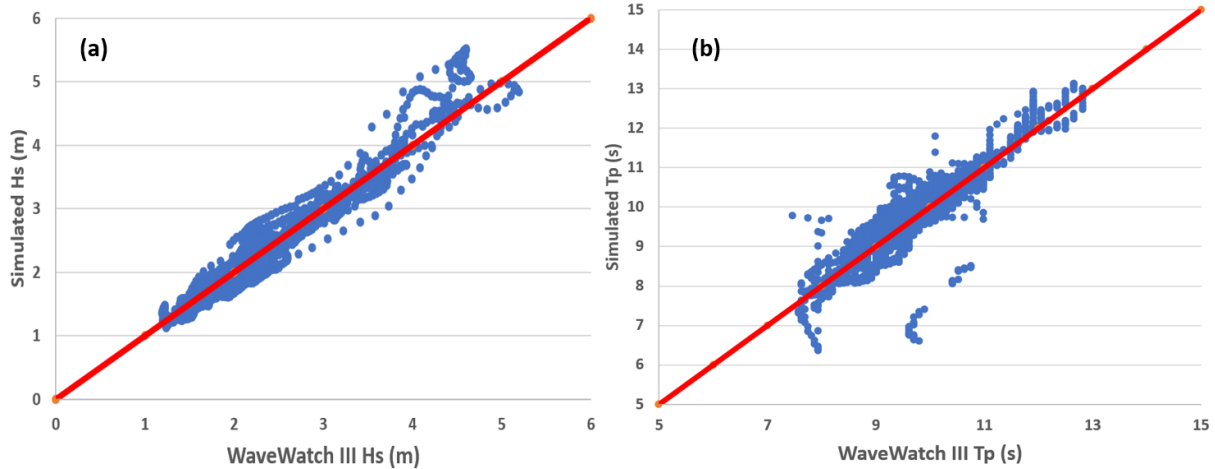 (a)
Simulated Hs (m)
6
5
4
3
2
1
0
0 1 2 3 4 5 6
WaveWatch III Hs (m)
(b)
Simulated Tp (s)
15
14
13
12
11
10
9
8
7
6
5
5 7 9 11 13 15
WaveWatch III Tp (s)